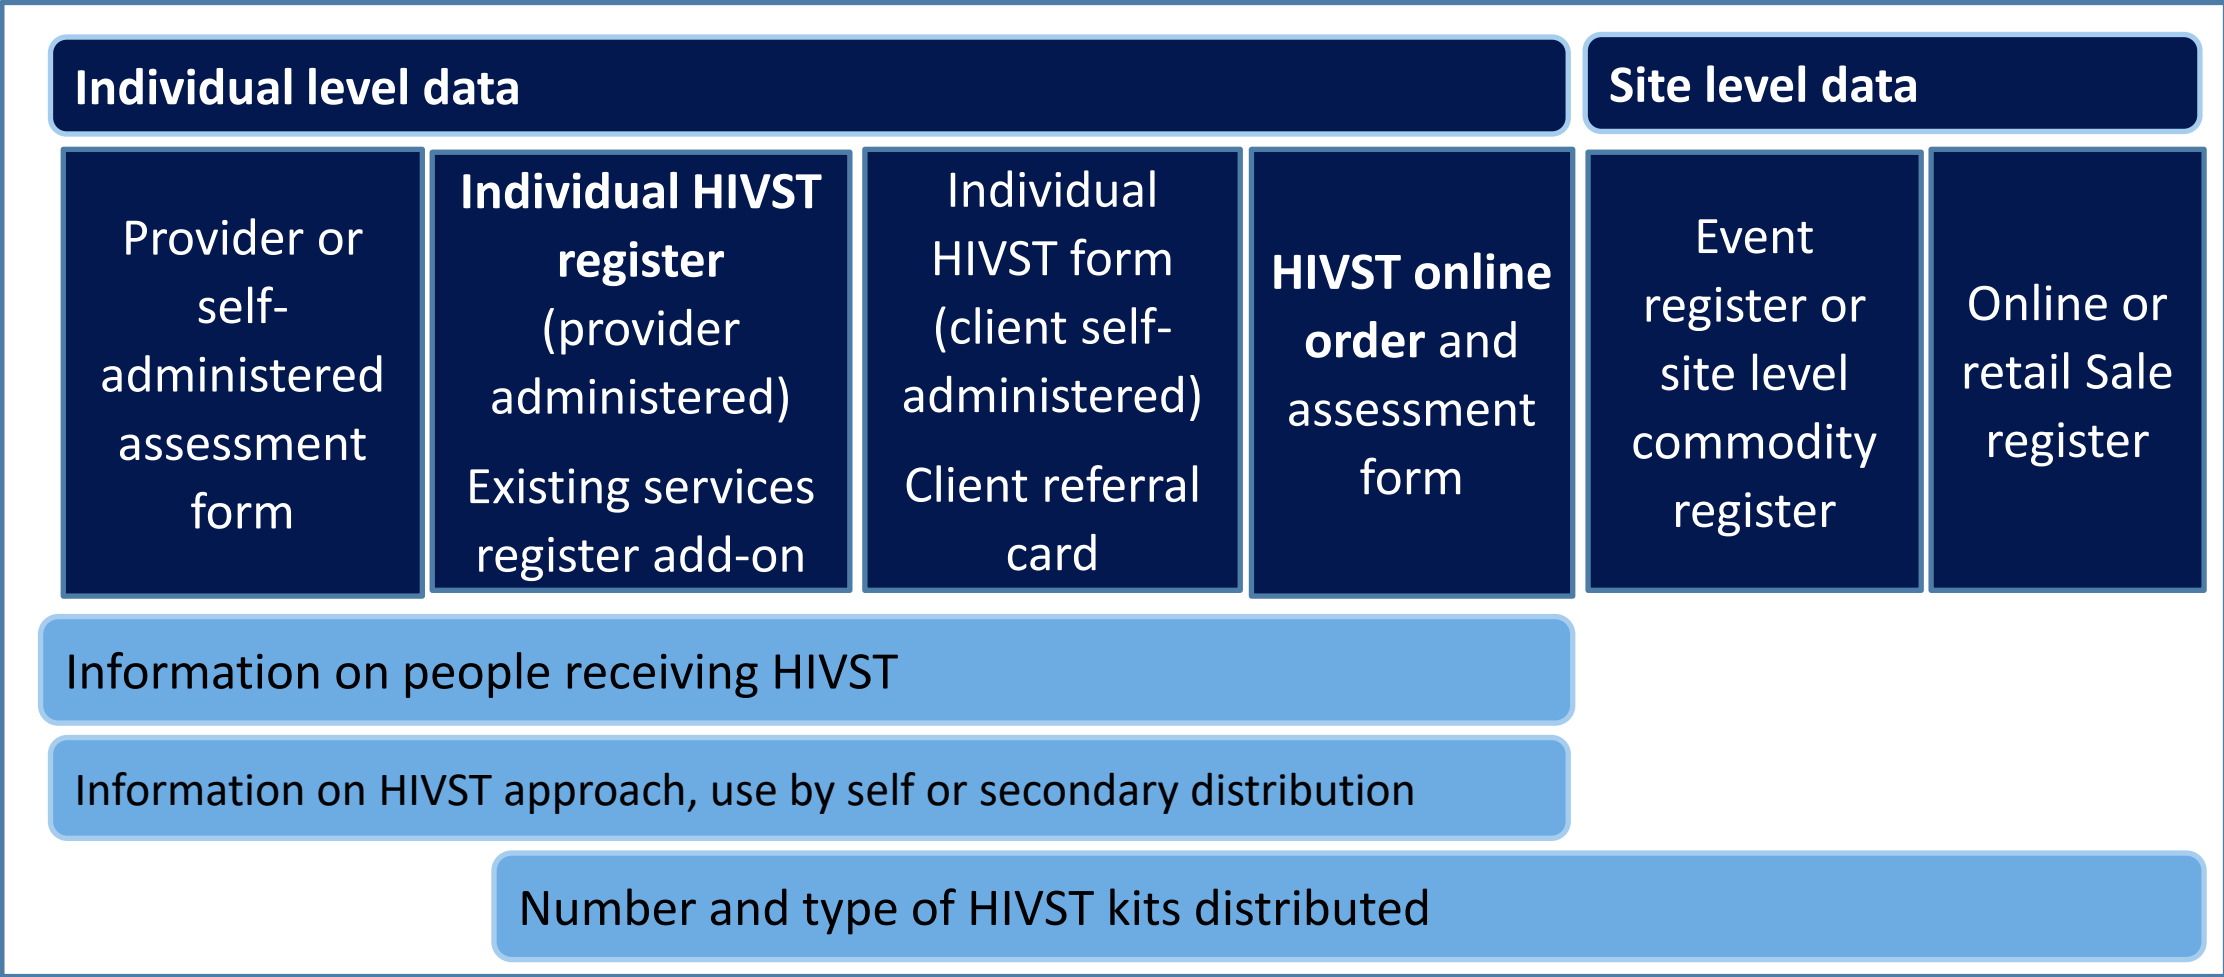 Individual level data
Site level data
Provider or
self-
administered
assessment
form
Individual HIVST
register
(provider
administered)
Existing services
register add-on
Individual
HIVST form
(client self-
administered)
Client referral
card
HIVST online
order and
assessment
form
Event
register or
site level
commodity
register
Online or
retail Sale
register
Information on people receiving HIVST
Information on HIVST approach, use by self or secondary distribution
Number and type of HIVST kits distributed